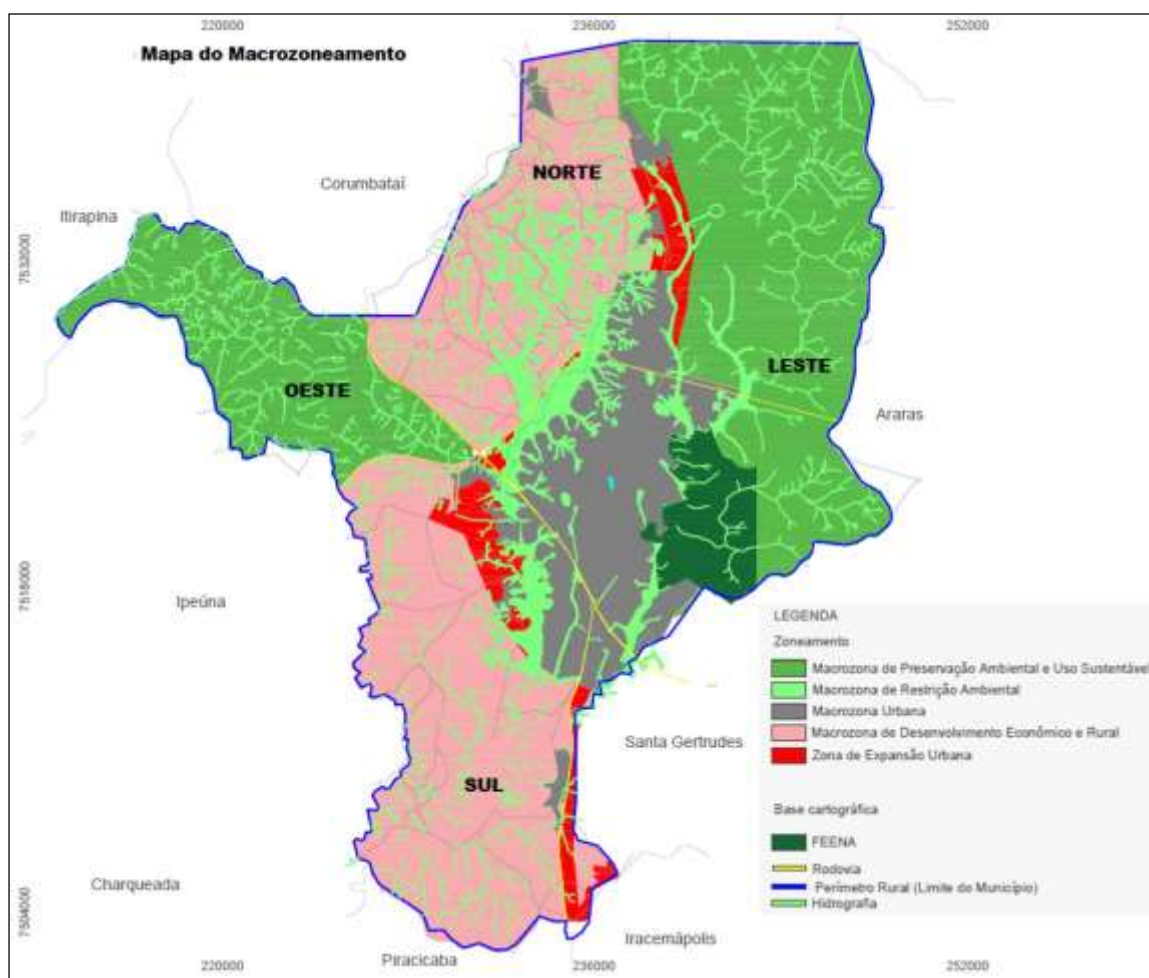 220000
236000
252000
Mapa do Macrozoneamento
NORTE
Corumbataí
Itirapina
7532000
LESTE
OESTE
Araras
7518000
Ipeúna
LEGENDA
Zoneamento
Macrozona de Preservação Ambiental e Uso Sustentável
Macrozona de Restrição Ambiental
Macrozona Urbana
Macrozona de Desenvolvimento Econômico e Rural
Zona de Expansão Urbana
Santa Gertrudes
SUL
Base cartográfica
FEENA
Rodovia
Perímetro Rural (Limite do Município)
Hidrografia
Charqueada
7504000
Iracemápolis
Piracicaba
220000
236000
252000